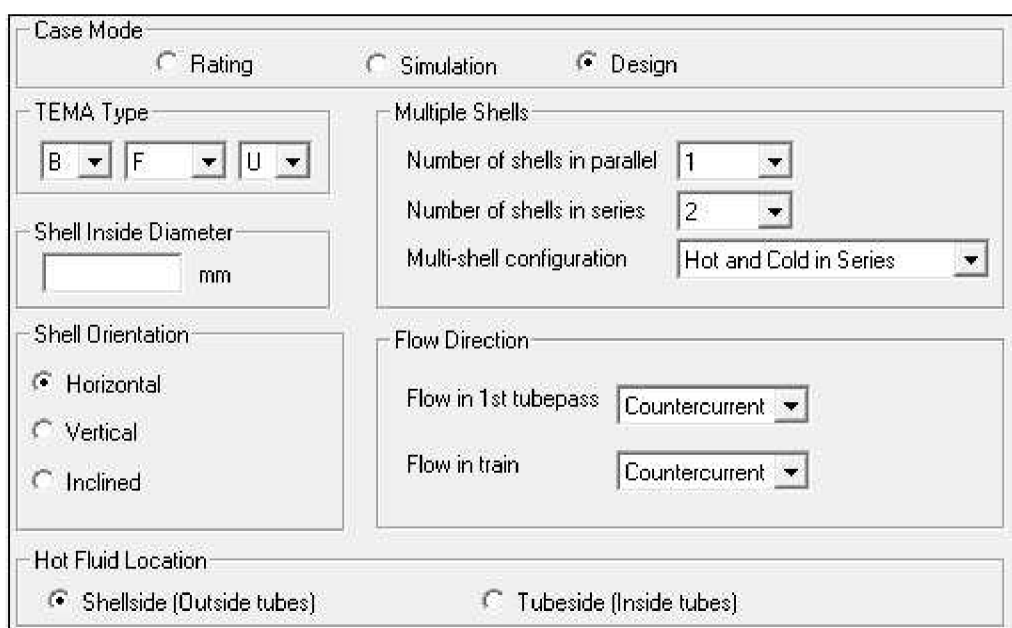 Case Mode
Rating Simulation Design
TEMA Type
B F U
Shell Inside Diameter
mm
Multiple Shells
Number of shells in parallel 1
Number of shells in series 2
Multi-shell configuration Hot and Cold in Series
Shell Orientation
Horizontal
Vertical
Inclined
Flow Direction
Flow in 1st tubepass Countercurrent
Flow in train Countercurrent
Hot Fluid Location
Shellside (Outside tubes) Tubeside (Inside tubes)